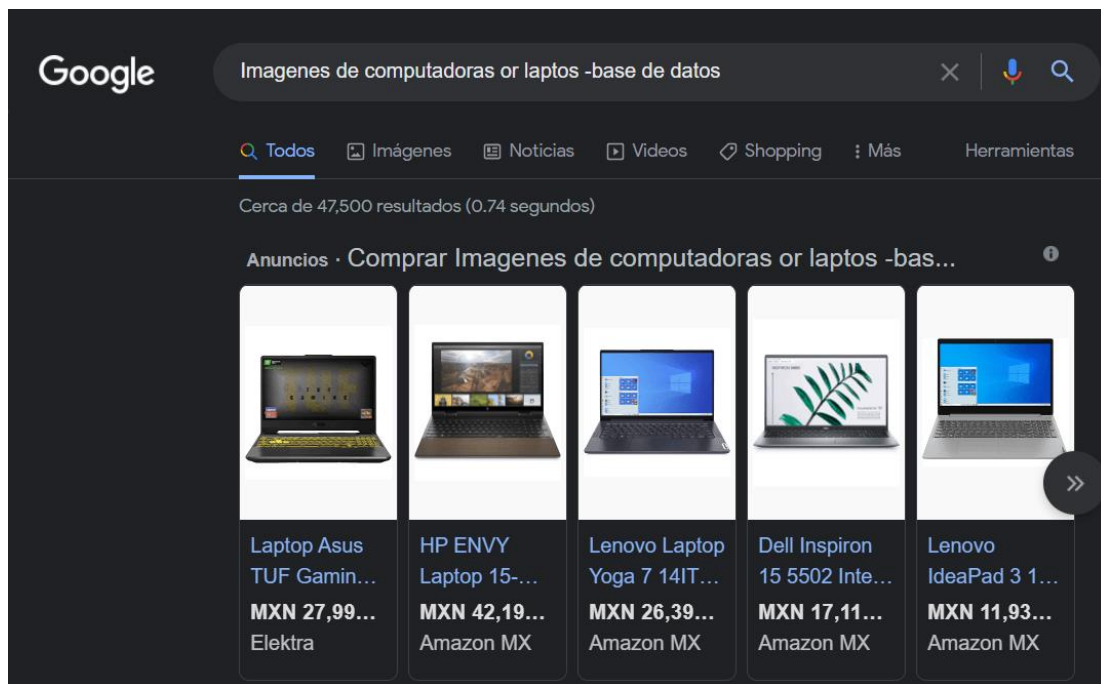 Google
Imagenes de computadoras or laptos -base de datos
Todos Imágenes Noticias Videos Shopping Más Herramientas
Cerca de 47,500 resultados (0.74 segundos)
Anuncios · Comprar Imagenes de computadoras or laptos -bas...
Laptop Asus
TUF Gamin...
MXN 27,99...
Elektra
HP ENVY
Laptop 15-...
MXN 42,19...
Amazon MX
Lenovo Laptop
Yoga 7 14IT...
MXN 26,39...
Amazon MX
Dell Inspiron
15 5502 Inte...
MXN 17,11...
Amazon MX
Lenovo
IdeaPad 3 1...
MXN 11,93...
Amazon MX